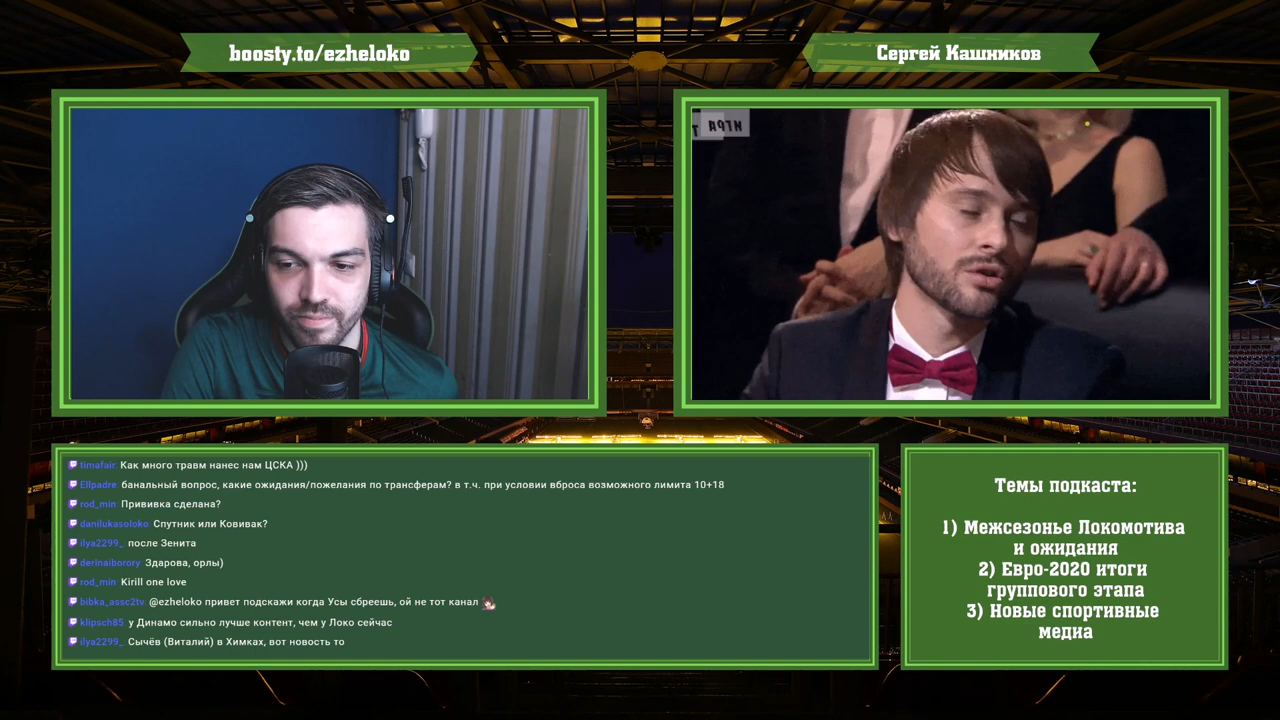 boosty.to/ezheloko
Сергей Кашников
timafair: Как много травм нанес нам ЦСКА )))
Ellpadre: банальный вопрос, какие ожидания/пожелания по трансферам? в т.ч. при условии вброса возможного лимита 10+18
rod_min: Прививка сделана?
danilukasoloko: Спутник или Ковивак?
ilya2299_: после Зенита
derinaiborory: Здарова, орлы)
rod_min: Kirill one love
bibka_assc2tv: @ezheloko привет подскажи когда Усы сбреешь, ой не тот канал
klipsch85: у Динамо сильно лучше контент, чем у Локо сейчас
ilya2299_: Сычёв (Виталий) в Химках, вот новость то
Темы подкаста:
1) Межсезонье Локомотива
и ожидания
2) Евро-2020 итоги
группового этапа
3) Новые спортивные
медиа